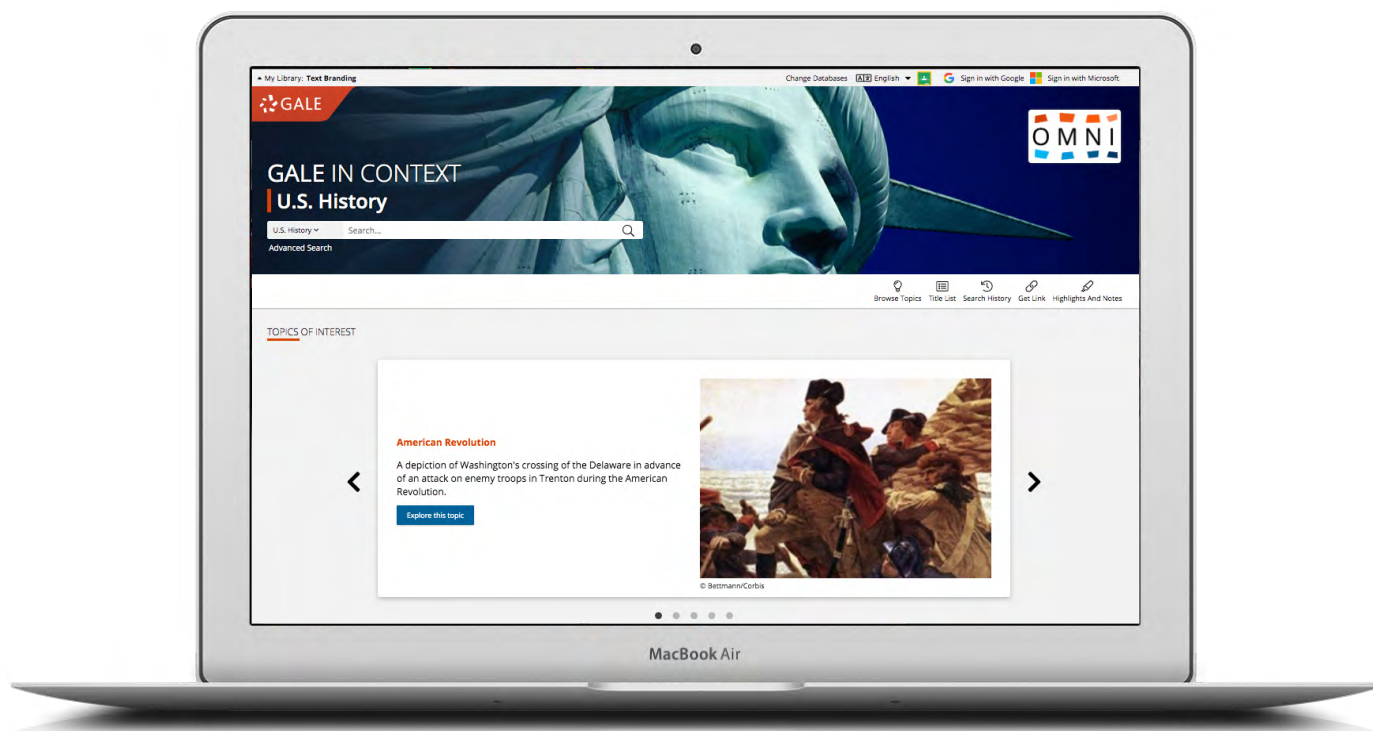 My Library: Text Branding
Change Databases English Sign in with Google Sign in with Microsoft
GALE
OMNI
GALE IN CONTEXT
U.S. History
U.S. History Search...
Advanced Search
Browse Topics Title List Search History Get Link Highlights And Notes
TOPICS OF INTEREST
American Revolution
A depiction of Washington's crossing of the Delaware in advance
of an attack on enemy troops in Trenton during the American
Revolution.
Explore this topic
© Bettmann/Corbis
MacBook Air